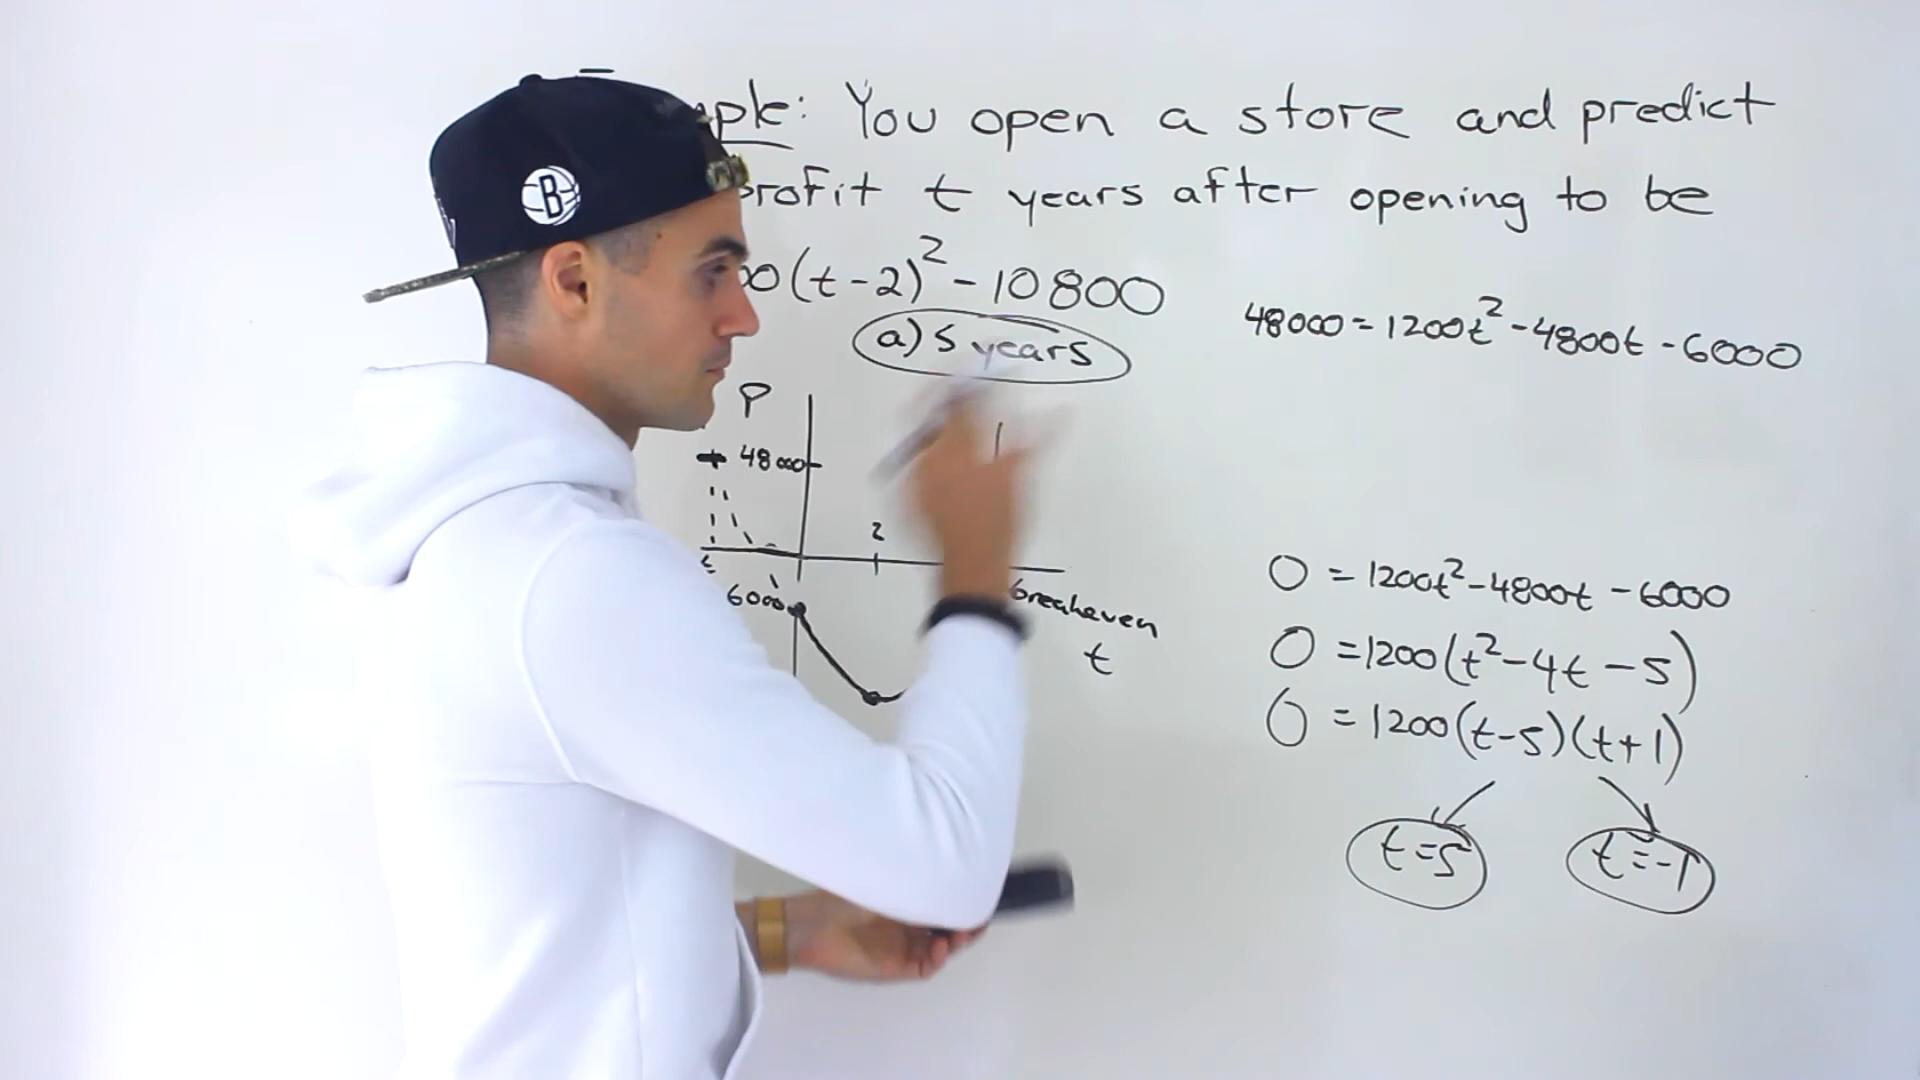 You open a store and predict
t years after opening to be
(t-2)² - 10800
a) 5 years
48000 = 1200t² - 4800t - 6000
P
48000
2
6000
breakeven
t
0 = 1200t² - 4800t - 6000
0 = 1200(t² - 4t - 5)
0 = 1200(t-5)(t+1)
t=5
t=-1
B